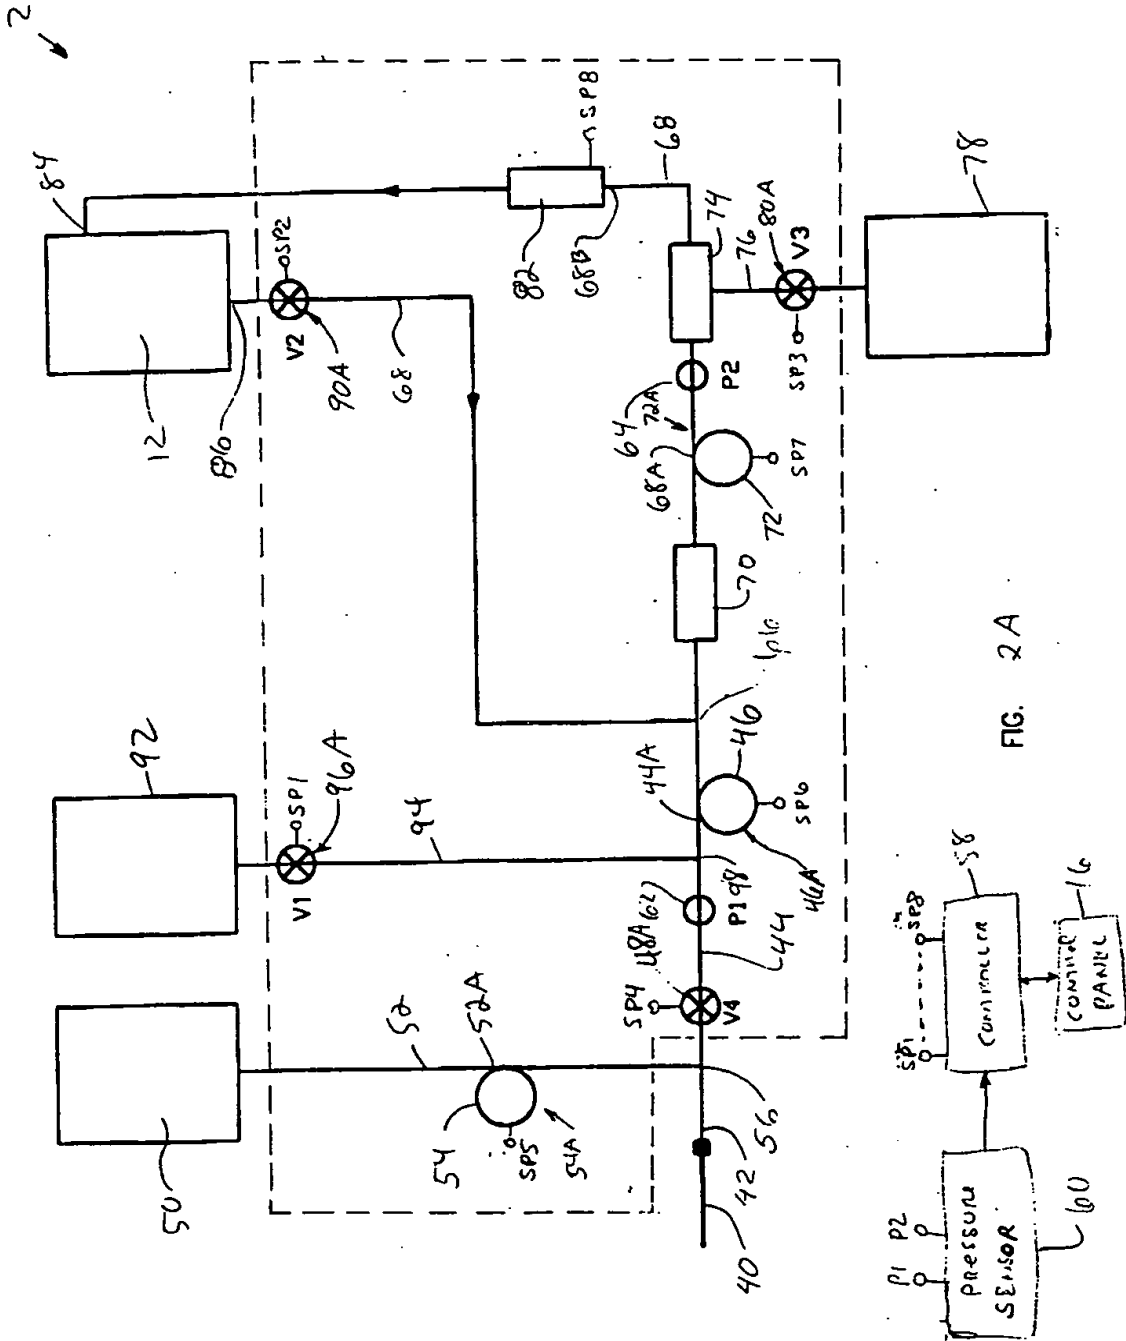 2
84
12
86
SP2
V2
90A
68
82
68B
SP8
68
74
76
80A
V3
SP3
78
P2
64
72A
68A
SP7
72
70
66
92
SP1
96A
V1
94
44A
46
SP6
46A
98
P1
62
48A
44
SP4
V4
50
52
52A
54
SP5
54A
56
42
40
FIG. 2A
SP1
SP8
58
CONTROLLER
16
CONTROL
PANEL
P1
P2
PRESSURE
SENSOR
60